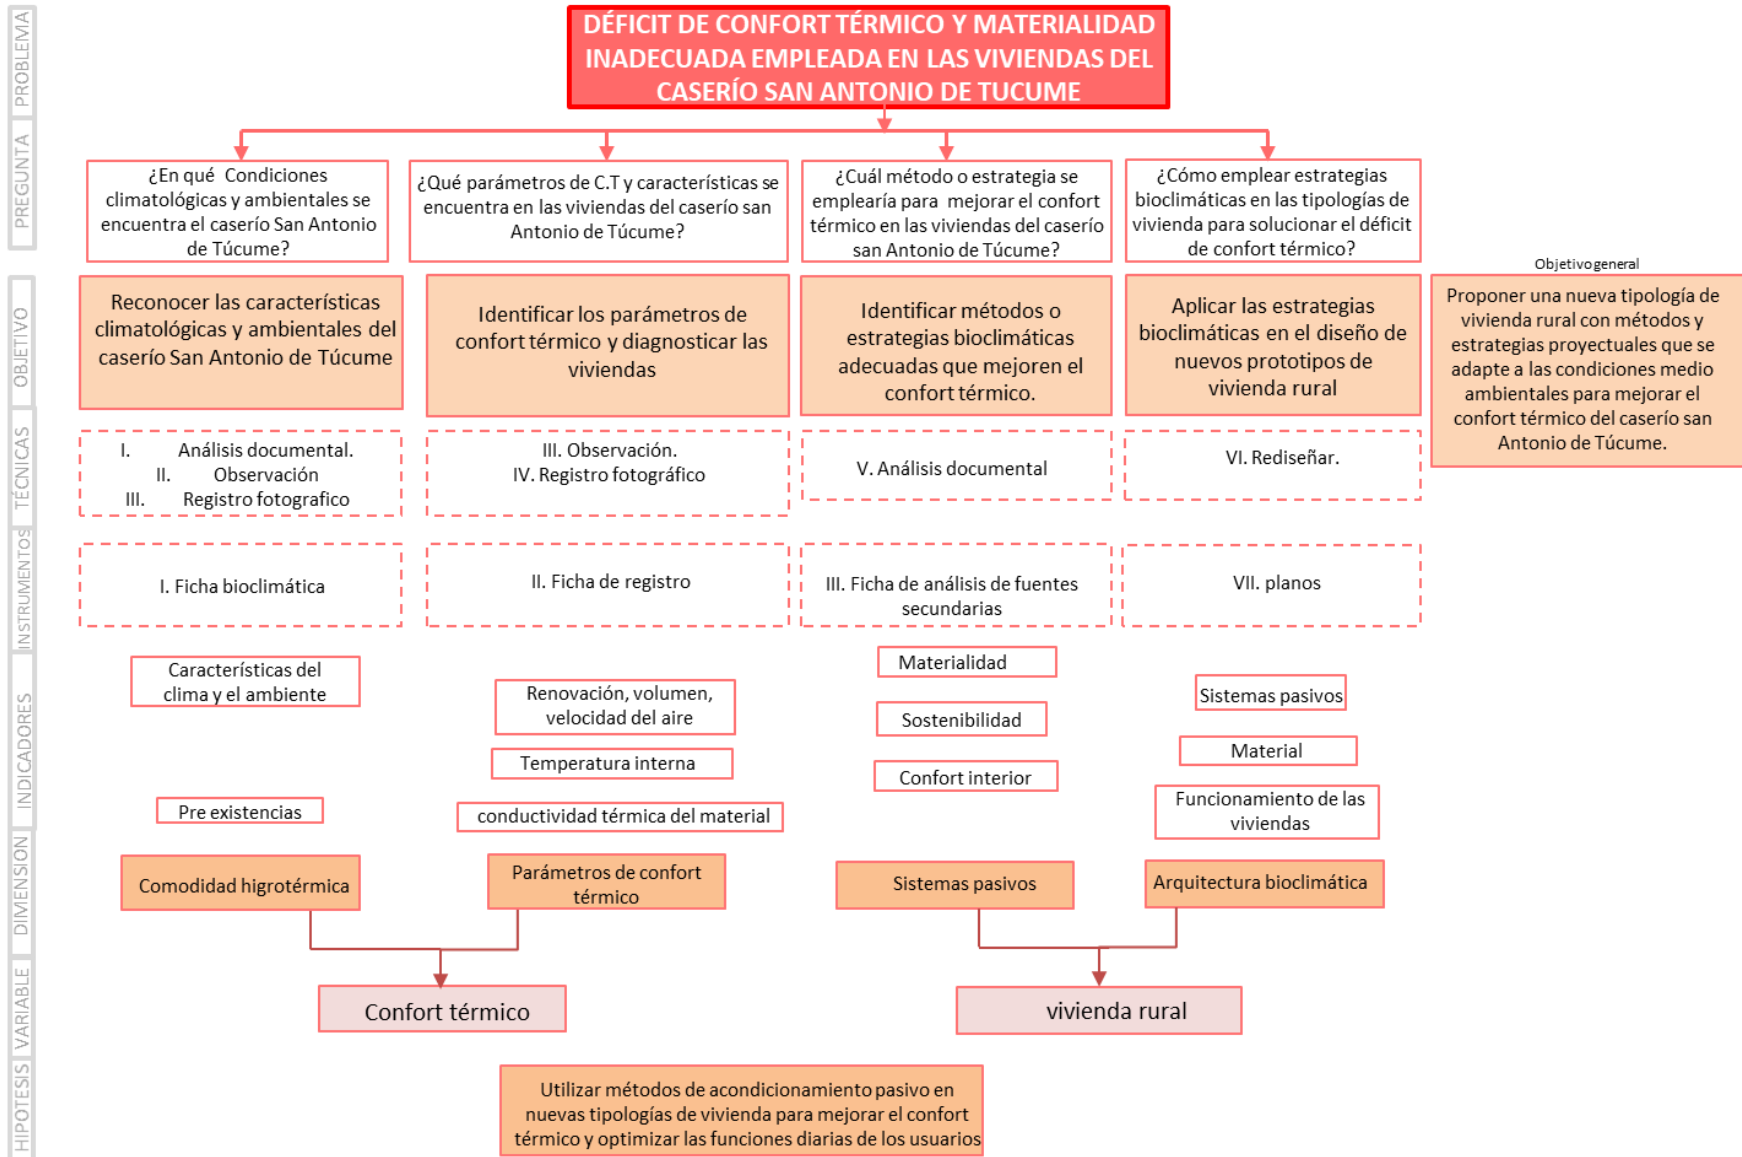 PROBLEMA
DÉFICIT DE CONFORT TÉRMICO Y MATERIALIDAD
INADECUADA EMPLEADA EN LAS VIVIENDAS DEL
CASERÍO SAN ANTONIO DE TUCUME
PREGUNTA
¿En qué Condiciones
climatológicas y ambientales se
encuentra el caserío San Antonio
de Túcume?
¿Qué parámetros de C.T y características se
encuentra en las viviendas del caserío san
Antonio de Túcume?
¿Cuál método o estrategia se
emplearía para mejorar el confort
térmico en las viviendas del caserío
san Antonio de Túcume?
¿Cómo emplear estrategias
bioclimáticas en las tipologías de
vivienda para solucionar el déficit
de confort térmico?
OBJETIVO
Reconocer las características
climatológicas y ambientales del
caserío San Antonio de Túcume
Identificar los parámetros de
confort térmico y diagnosticar las
viviendas
Identificar métodos o
estrategias bioclimáticas
adecuadas que mejoren el
confort térmico.
Aplicar las estrategias
bioclimáticas en el diseño de
nuevos prototipos de
vivienda rural
Objetivo general
Proponer una nueva tipología de
vivienda rural con métodos y
estrategias proyectuales que se
adapte a las condiciones medio
ambientales para mejorar el
confort térmico del caserío san
Antonio de Túcume.
TÉCNICAS
I. Análisis documental.
II. Observación
III. Registro fotografico
III. Observación.
IV. Registro fotográfico
V. Análisis documental
VI. Rediseñar.
INSTRUMENTOS
I. Ficha bioclimática
II. Ficha de registro
III. Ficha de análisis de fuentes
secundarias
VII. planos
INDICADORES
Características del
clima y el ambiente
Pre existencias
Renovación, volumen,
velocidad del aire
Temperatura interna
conductividad térmica del material
Materialidad
Sostenibilidad
Confort interior
Sistemas pasivos
Material
Funcionamiento de las
viviendas
DIMENSION
Comodidad higrotérmica
Parámetros de confort
térmico
Sistemas pasivos
Arquitectura bioclimática
VARIABLE
Confort térmico
vivienda rural
HIPOTESIS
Utilizar métodos de acondicionamiento pasivo en
nuevas tipologías de vivienda para mejorar el confort
térmico y optimizar las funciones diarias de los usuarios